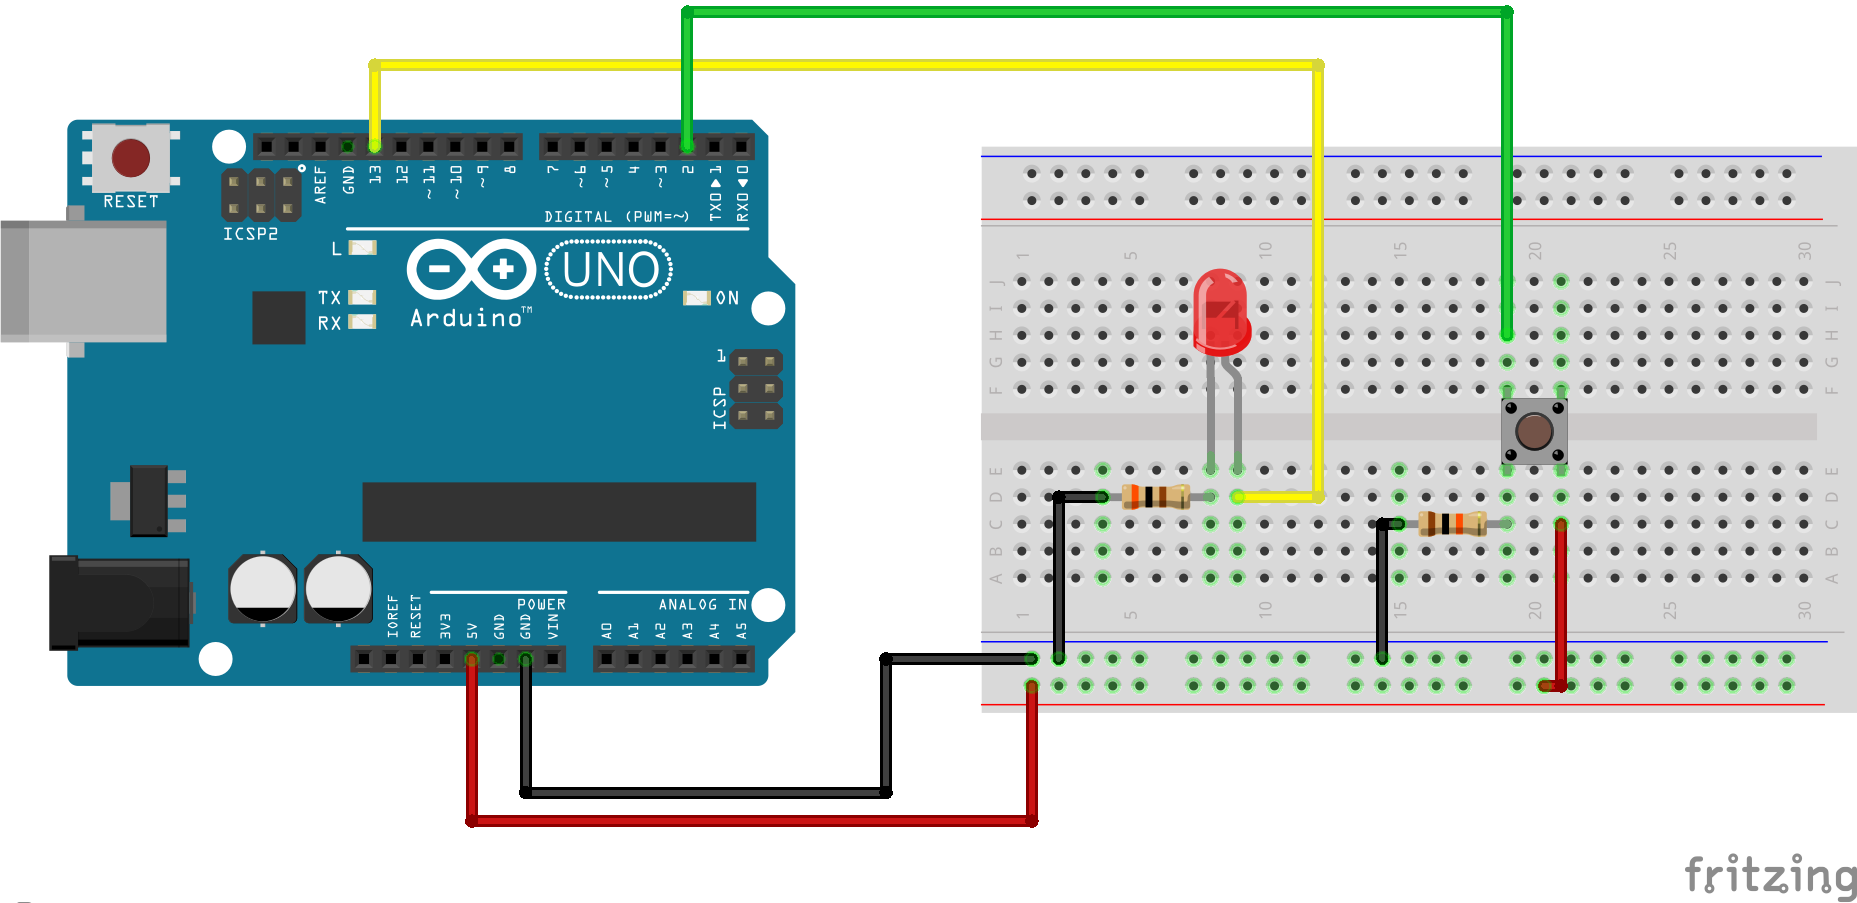 RESET
ICSP2
AREF
GND
13
12
~11
~10
~9
8
7
~6
~5
4
~3
2
TX0▶1
RX0◀0
DIGITAL (PWM=~)
L
TX
RX
Arduino™
UNO
ON
1
ICSP
IOREF
RESET
3V3
5V
GND
GND
VIN
POWER
ANALOG IN
A0
A1
A2
A3
A4
A5
1 5 10 15 20 25 30
J J
I I
H H
G G
F F
E E
D D
C C
B B
A A
1 5 10 15 20 25 30
fritzing